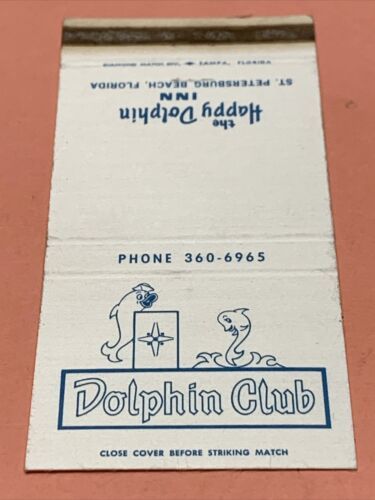 DIAMOND MATCH DIV. TAMPA, FLORIDA
the
Happy Dolphin
INN
ST. PETERSBURG BEACH, FLORIDA
PHONE 360-6965
Dolphin Club
CLOSE COVER BEFORE STRIKING MATCH